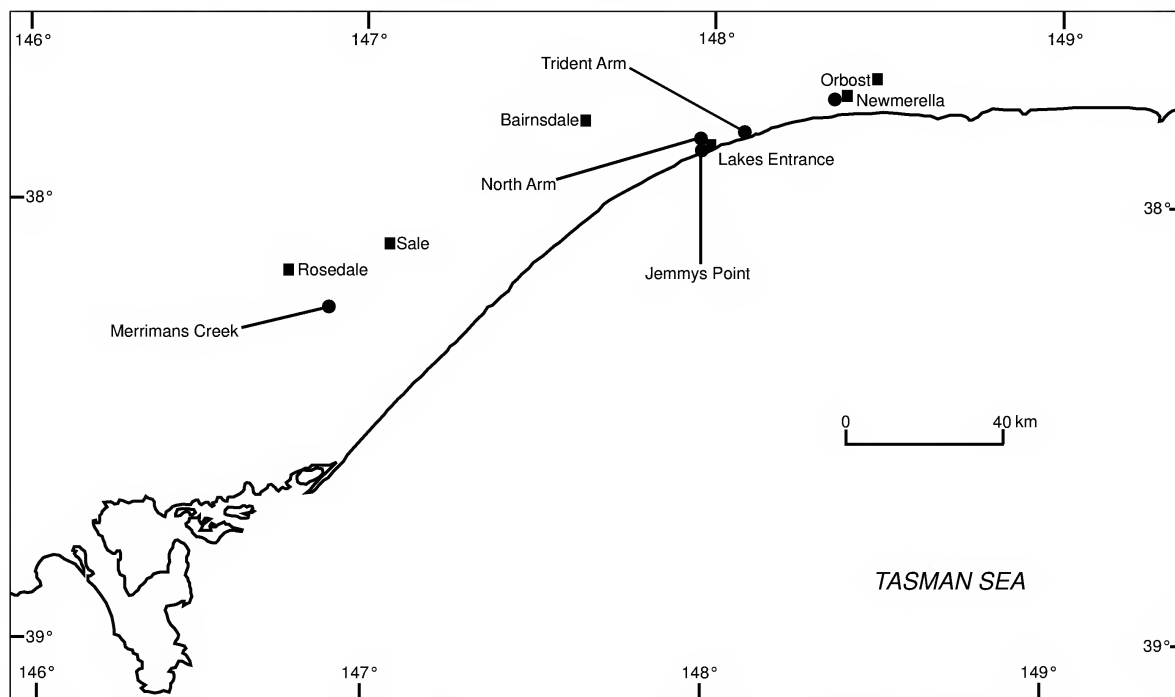 146°
147°
148°
149°
Trident Arm
Orbost
Newmerella
Bairnsdale
Lakes Entrance
North Arm
38°
38°
Sale
Rosedale
Jemmys Point
Merrimans Creek
0
40 km
TASMAN SEA
39°
39°
146°
147°
148°
149°